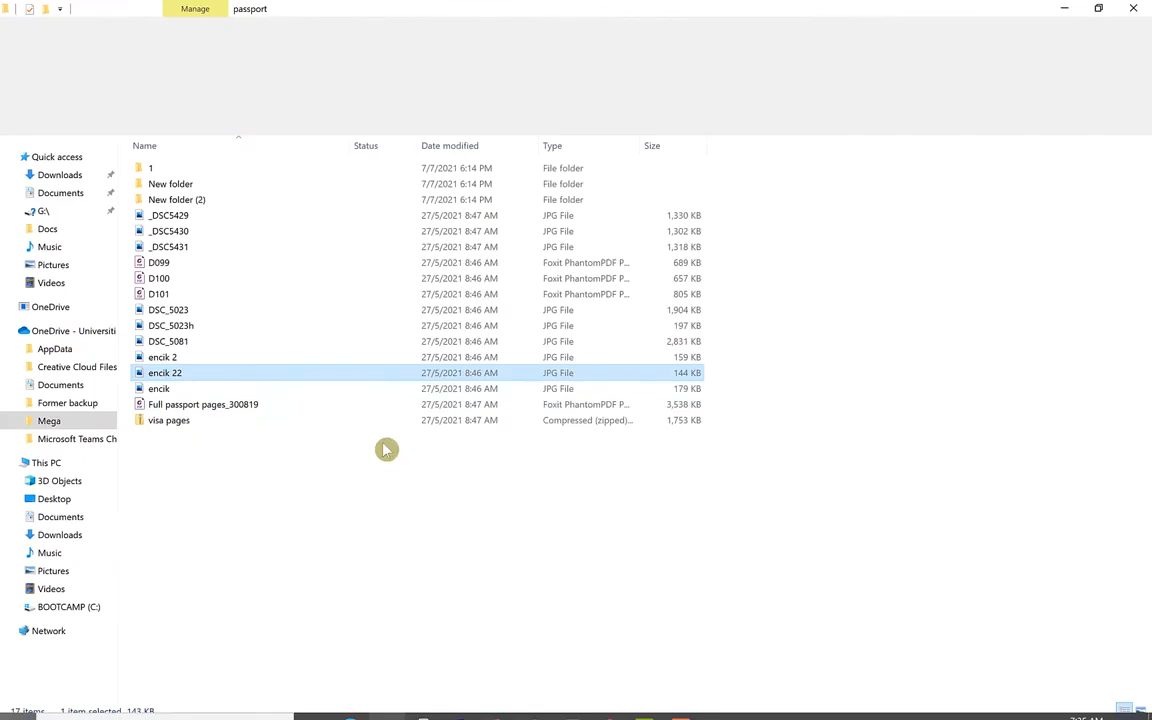 Manage passport
Name Status Date modified Type Size
Quick access
Downloads
Documents
G:\
Docs
Music
Pictures
Videos
OneDrive
OneDrive - Universiti
AppData
Creative Cloud Files
Documents
Former backup
Mega
Microsoft Teams Ch
This PC
3D Objects
Desktop
Documents
Downloads
Music
Pictures
Videos
BOOTCAMP (C:)
Network
1 7/7/2021 6:14 PM File folder
New folder 7/7/2021 6:14 PM File folder
New folder (2) 7/7/2021 6:14 PM File folder
_DSC5429 27/5/2021 8:47 AM JPG File 1,330 KB
_DSC5430 27/5/2021 8:47 AM JPG File 1,302 KB
_DSC5431 27/5/2021 8:47 AM JPG File 1,318 KB
D099 27/5/2021 8:46 AM Foxit PhantomPDF P... 689 KB
D100 27/5/2021 8:46 AM Foxit PhantomPDF P... 657 KB
D101 27/5/2021 8:46 AM Foxit PhantomPDF P... 805 KB
DSC_5023 27/5/2021 8:46 AM JPG File 1,904 KB
DSC_5023h 27/5/2021 8:46 AM JPG File 197 KB
DSC_5081 27/5/2021 8:46 AM JPG File 2,831 KB
encik 2 27/5/2021 8:46 AM JPG File 159 KB
encik 22 27/5/2021 8:46 AM JPG File 144 KB
encik 27/5/2021 8:46 AM JPG File 179 KB
Full passport pages_300819 27/5/2021 8:47 AM Foxit PhantomPDF P... 3,538 KB
visa pages 27/5/2021 8:47 AM Compressed (zipped)... 1,753 KB
17 items 1 item selected 143 KB